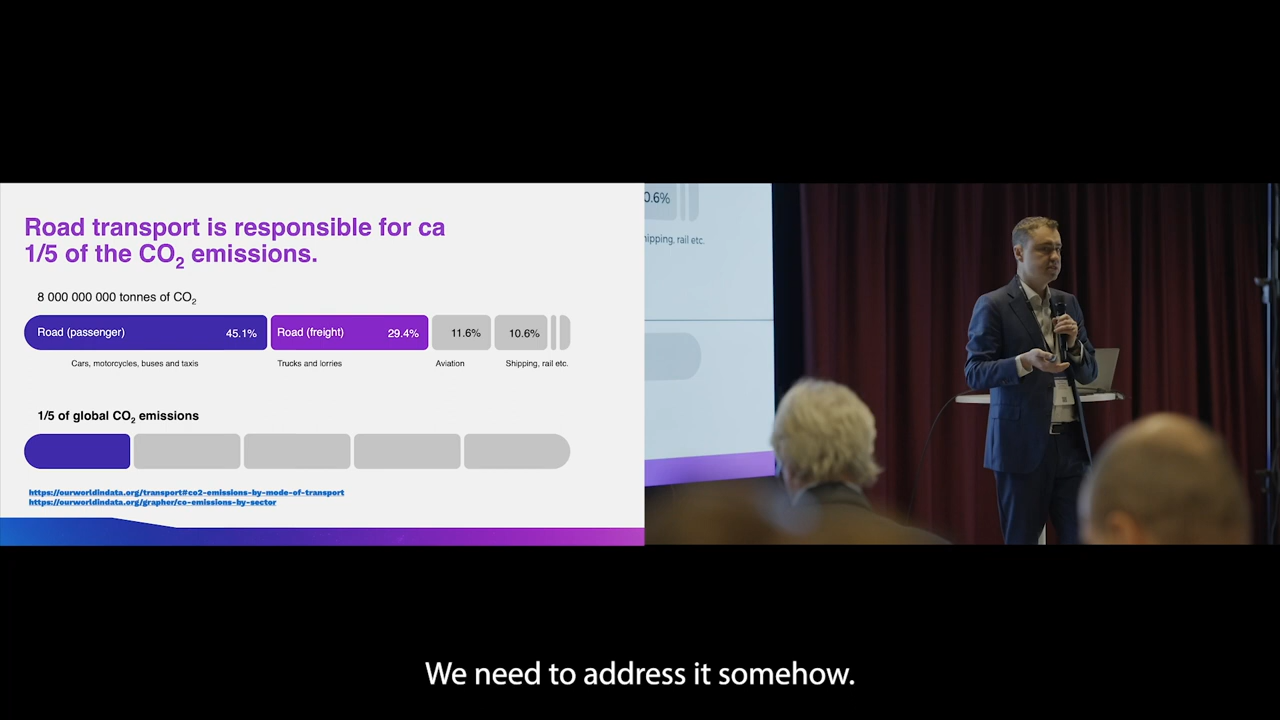 Road transport is responsible for ca
1/5 of the CO2 emissions.
8 000 000 000 tonnes of CO2
Road (passenger) 45.1% Road (freight) 29.4% 11.6% 10.6%
Cars, motorcycles, buses and taxis Trucks and lorries Aviation Shipping, rail etc.
1/5 of global CO2 emissions
https://ourworldindata.org/transport#co2-emissions-by-mode-of-transport
https://ourworldindata.org/grapher/co-emissions-by-sector
0.6%
hipping, rail etc.
We need to address it somehow.